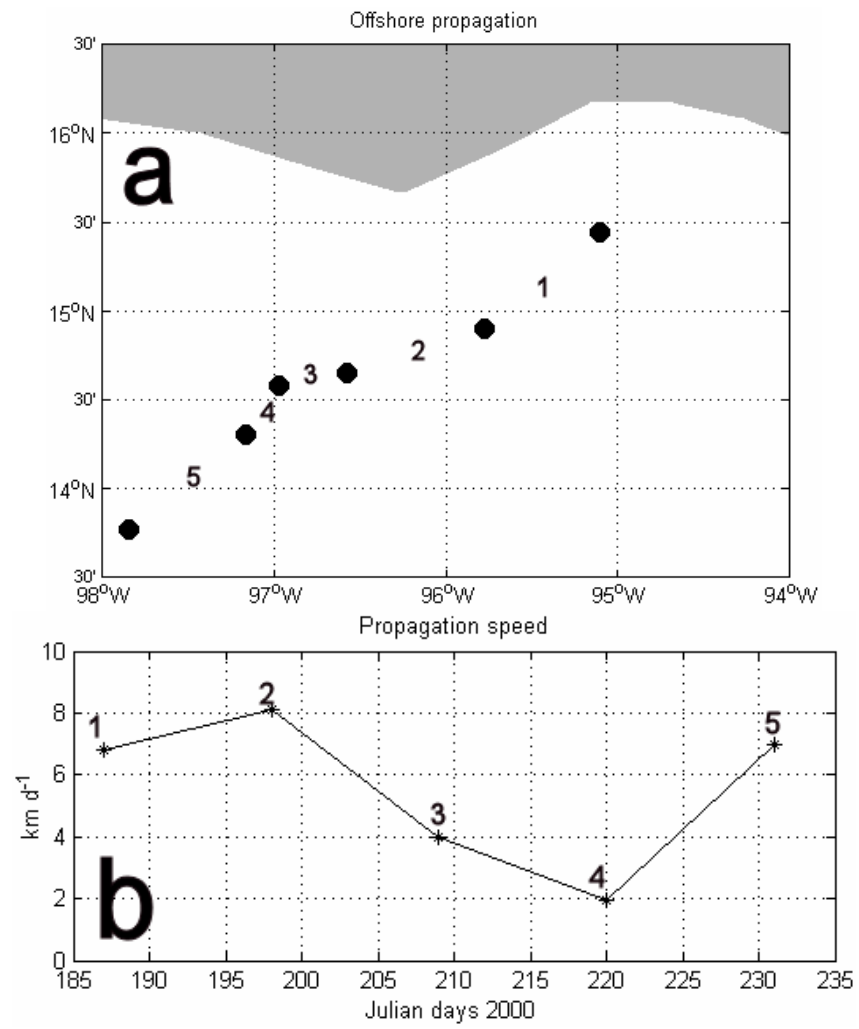 Offshore propagation
30'
16°N
a
30'
1
15°N
2
3
30'
4
5
14°N
30'
98°W 97°W 96°W 95°W 94°W
Propagation speed
10
2
1
8
5
6
km d⁻¹
3
4
4
2
b
0
185 190 195 200 205 210 215 220 225 230 235
Julian days 2000